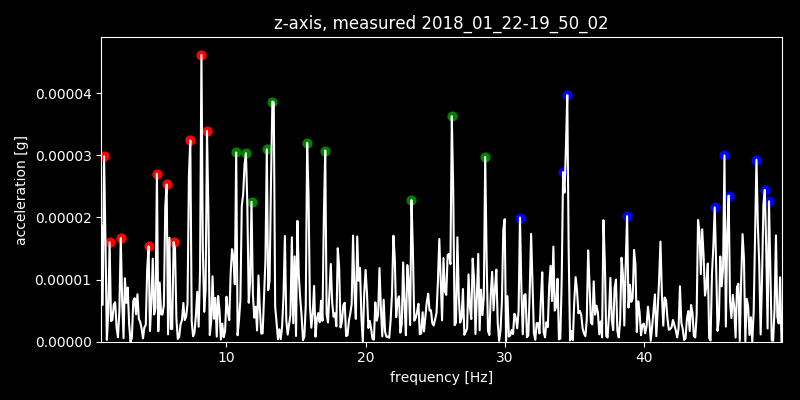 z-axis, measured 2018_01_22-19_50_02
0.00004
0.00003
0.00002
0.00001
0.00000
acceleration [g]
10 20 30 40
frequency [Hz]